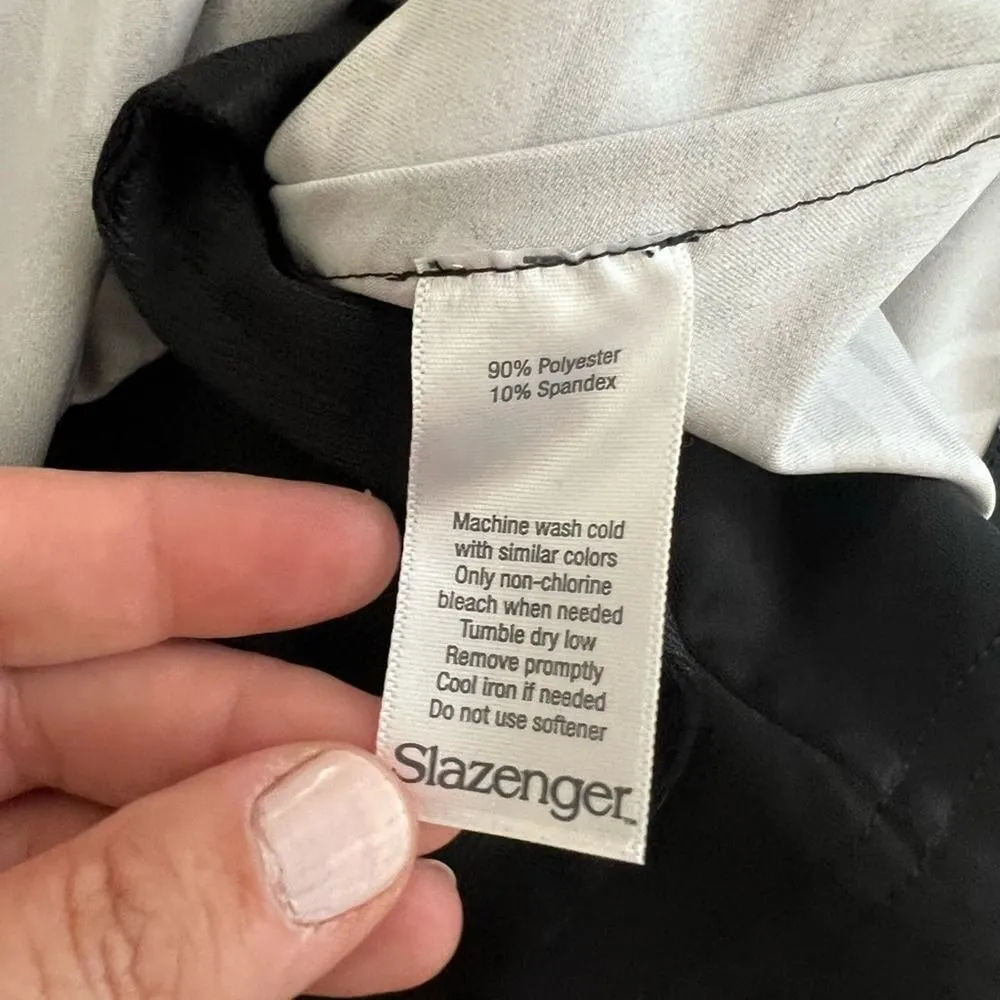 90% Polyester
10% Spandex
Machine wash cold
with similar colors
Only non-chlorine
bleach when needed
Tumble dry low
Remove promptly
Cool iron if needed
Do not use softener
Slazenger